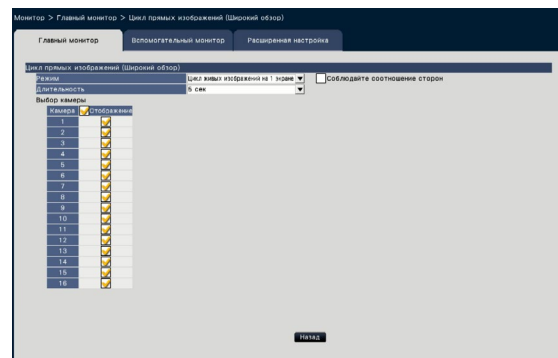 Монитор > Главный монитор > Цикл прямых изображений (Широкий обзор)
Главный монитор Вспомогательный монитор Расширенная настройка
Цикл прямых изображений (Широкий обзор)
Режим Цикл живых изображений на 1 экране Соблюдайте соотношение сторон
Длительность 5 сек
Выбор камеры
Камера Отображение
1
2
3
4
5
6
7
8
9
10
11
12
13
14
15
16
Назад